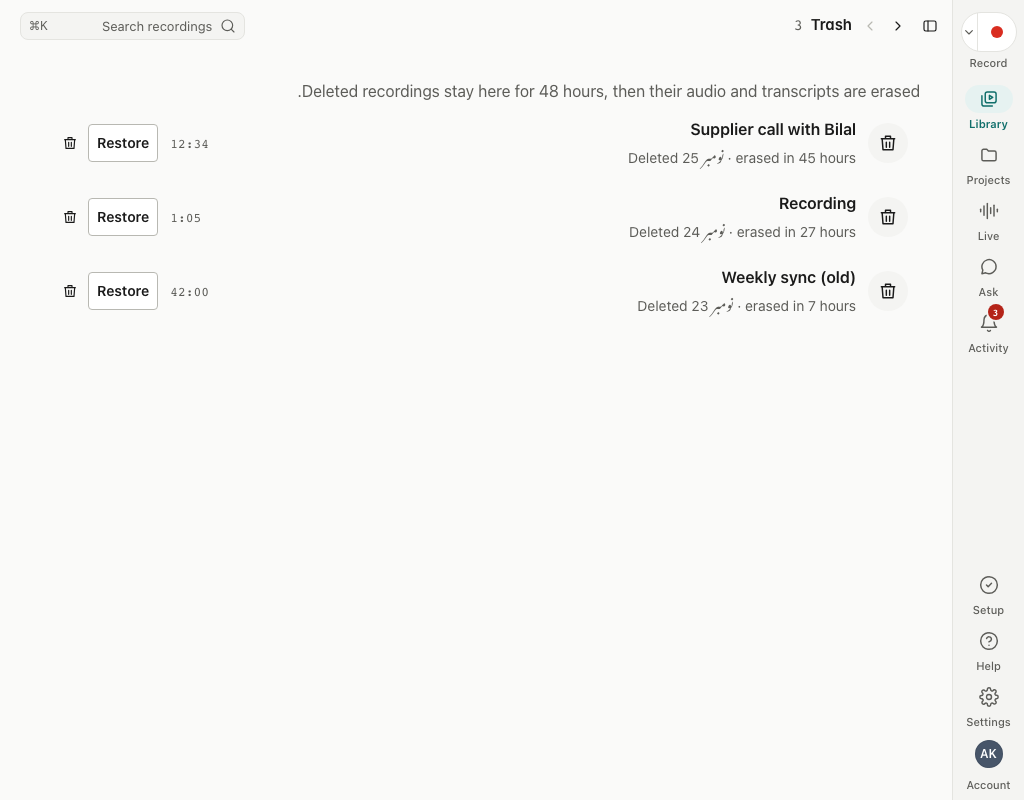 ⌘K Search recordings
3 Trash
Deleted recordings stay here for 48 hours, then their audio and transcripts are erased.
Supplier call with Bilal
Deleted 25 نومبر · erased in 45 hours
12:34
Restore
Recording
Deleted 24 نومبر · erased in 27 hours
1:05
Restore
Weekly sync (old)
Deleted 23 نومبر · erased in 7 hours
42:00
Restore
Record
Library
Projects
Live
Ask
3
Activity
Setup
Help
Settings
AK
Account